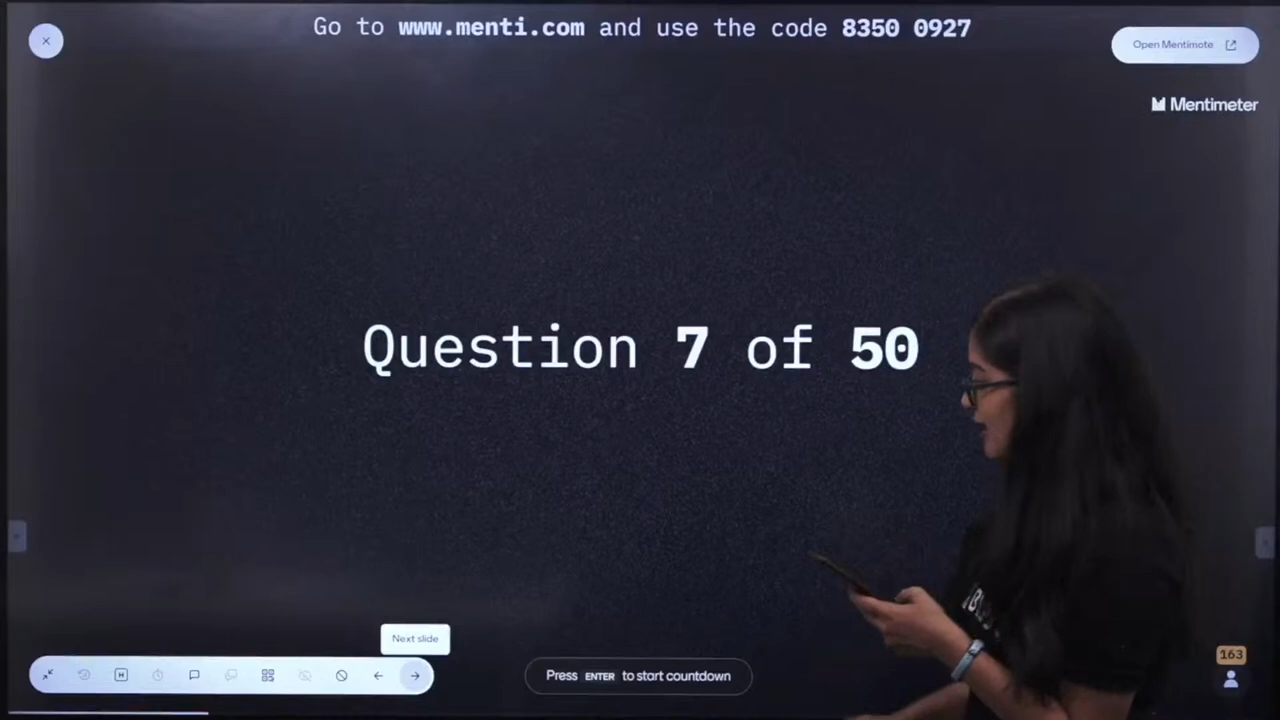 Go to www.menti.com and use the code 8350 0927
Open Mentimote
Mentimeter
Question 7 of 50
Next slide
H
Press ENTER to start countdown
163